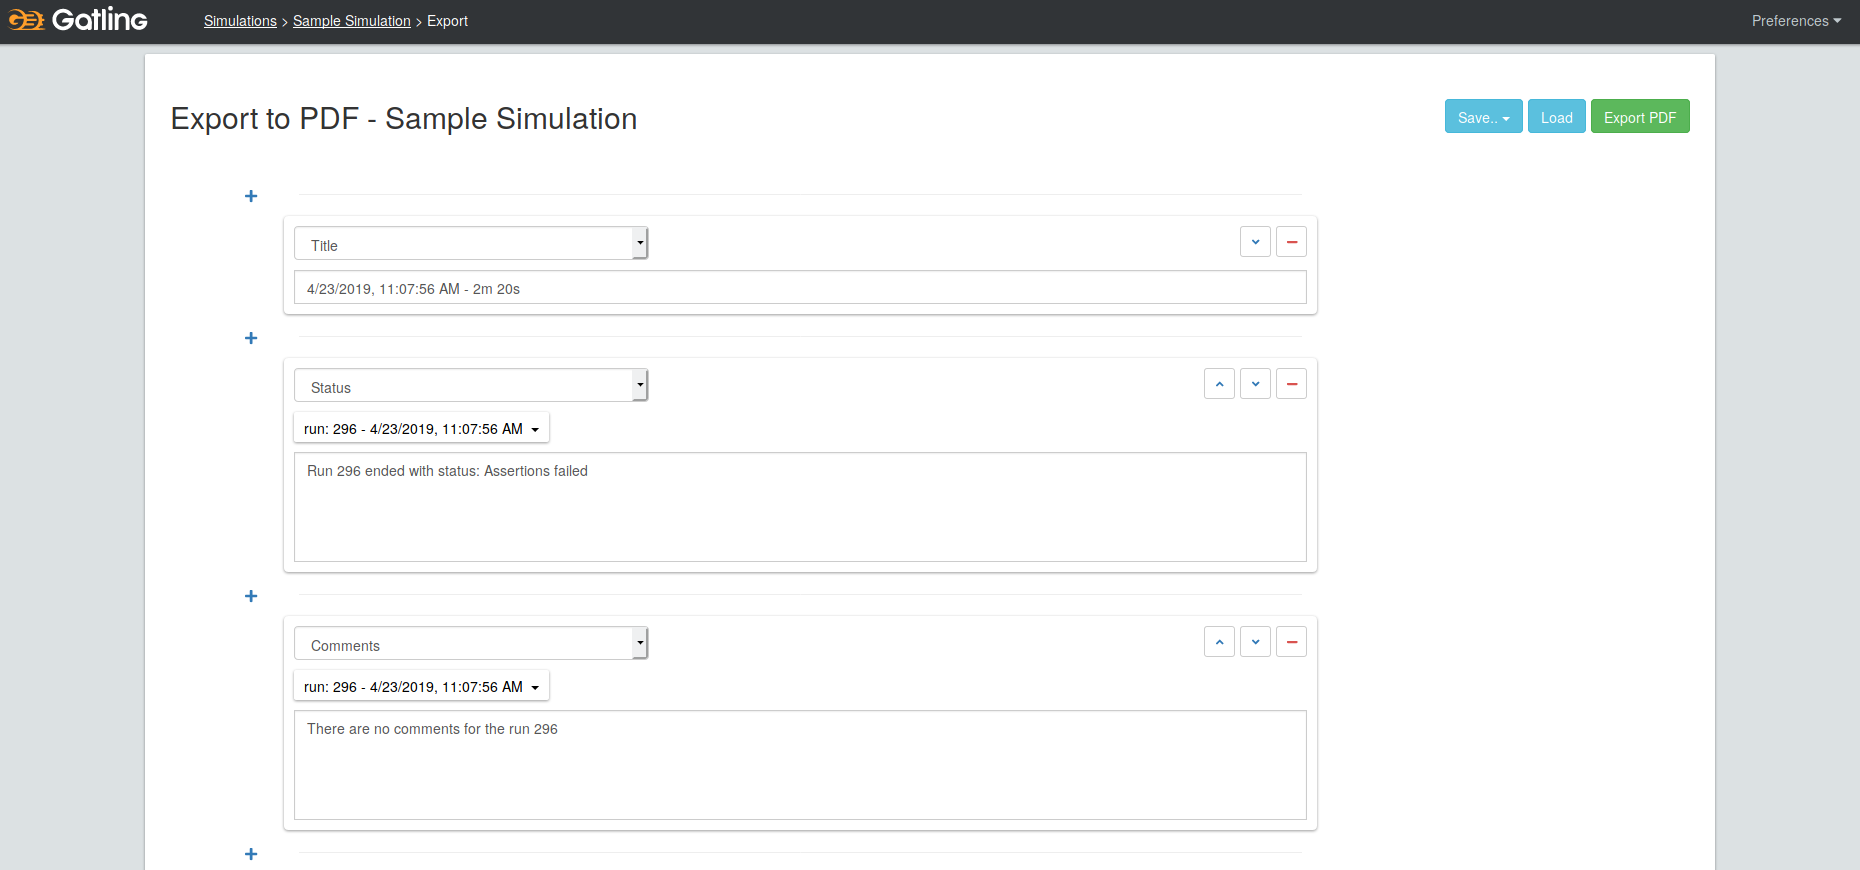 Gatling
Simulations > Sample Simulation > Export
Preferences
Export to PDF - Sample Simulation
Save..
Load
Export PDF
Title
4/23/2019, 11:07:56 AM - 2m 20s
Status
run: 296 - 4/23/2019, 11:07:56 AM
Run 296 ended with status: Assertions failed
Comments
run: 296 - 4/23/2019, 11:07:56 AM
There are no comments for the run 296